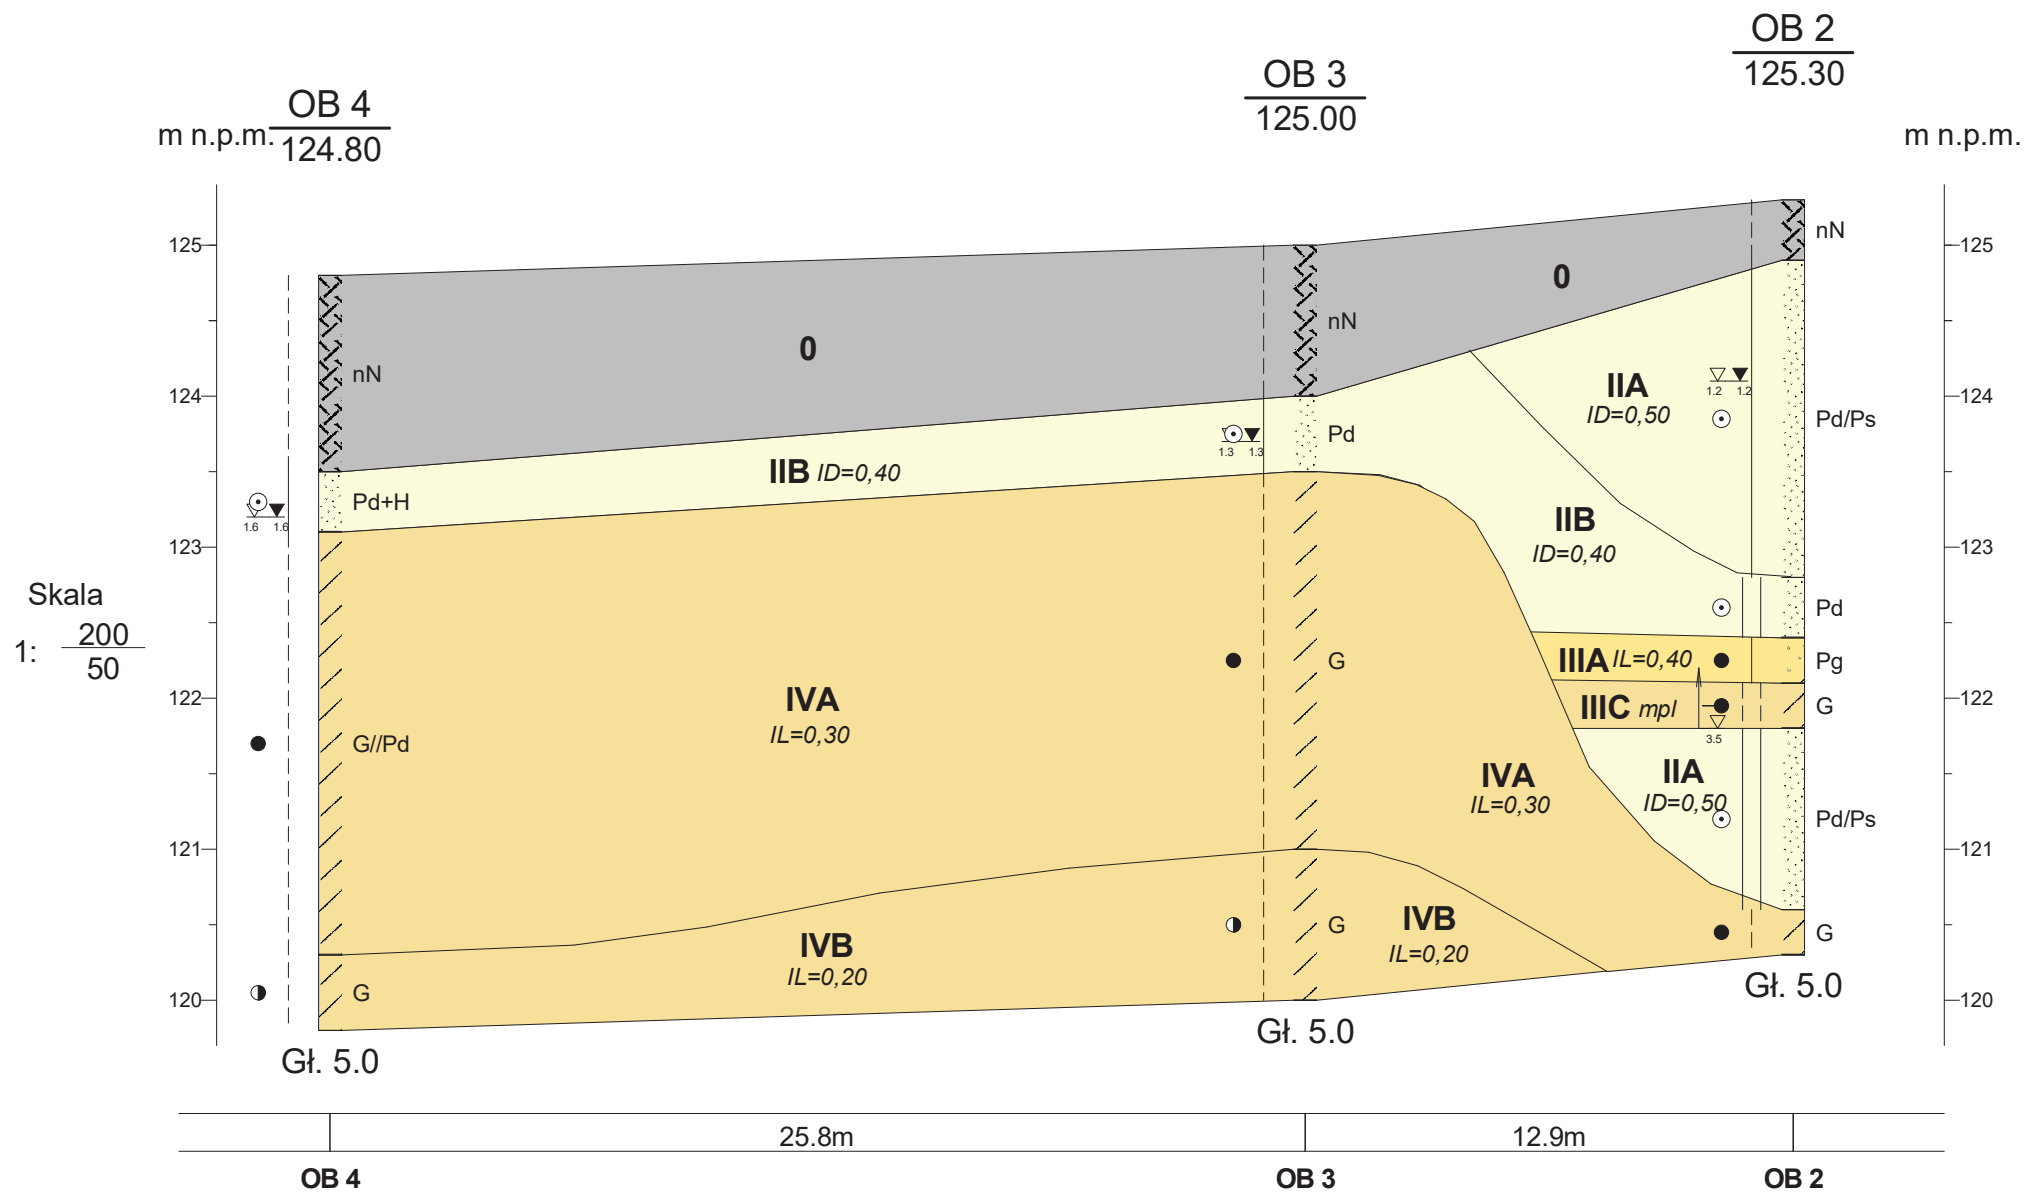 OB 2
125.30
OB 3
125.00
OB 4
124.80
m n.p.m.
m n.p.m.
125
124
123
122
121
120
125
124
123
122
121
120
Skala
1: 200
50
nN
Pd+H
G//Pd
G
1.6 1.6
0
IIB ID=0,40
IVA
IL=0,30
IVB
IL=0,20
nN
Pd
G
G
1.3 1.3
0
IIA
ID=0,50
IIB
ID=0,40
IIIA IL=0,40
IIIC mpl
IIA
ID=0,50
IVA
IL=0,30
IVB
IL=0,20
1.2 1.2
3.5
nN
Pd/Ps
Pd
Pg
G
Pd/Ps
G
Gł. 5.0
Gł. 5.0
Gł. 5.0
25.8m
12.9m
OB 4
OB 3
OB 2